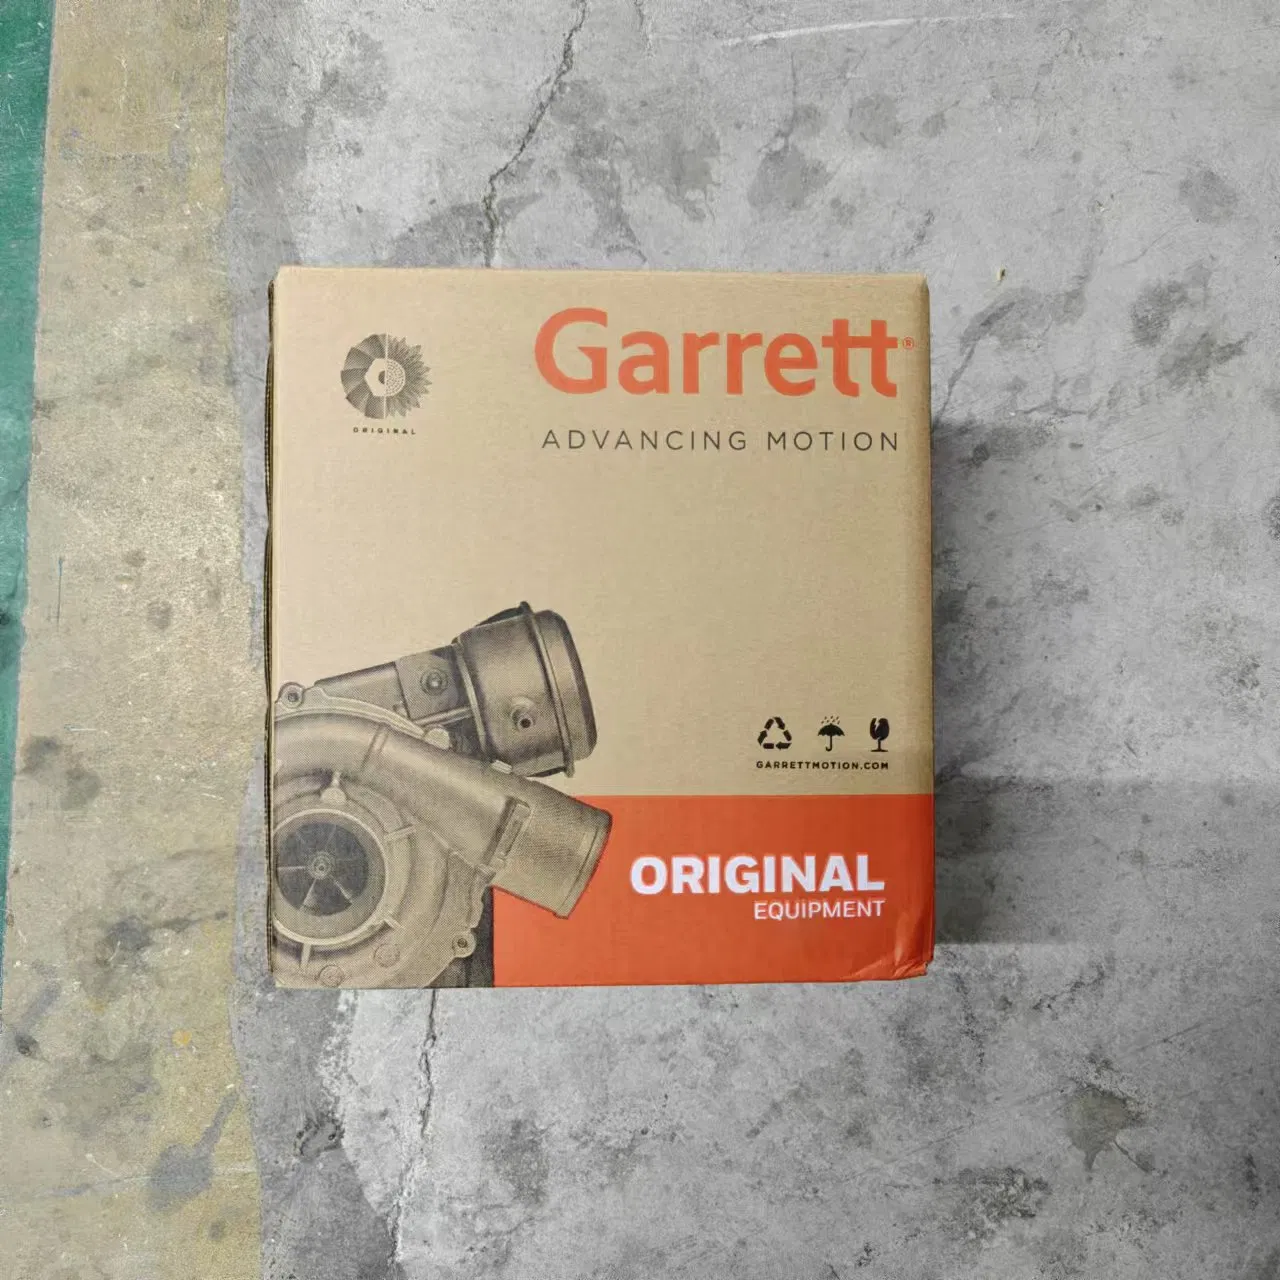 Garrett®
ORIGINAL
ADVANCING MOTION
GARRETTMOTION.COM
ORIGINAL
EQUIPMENT